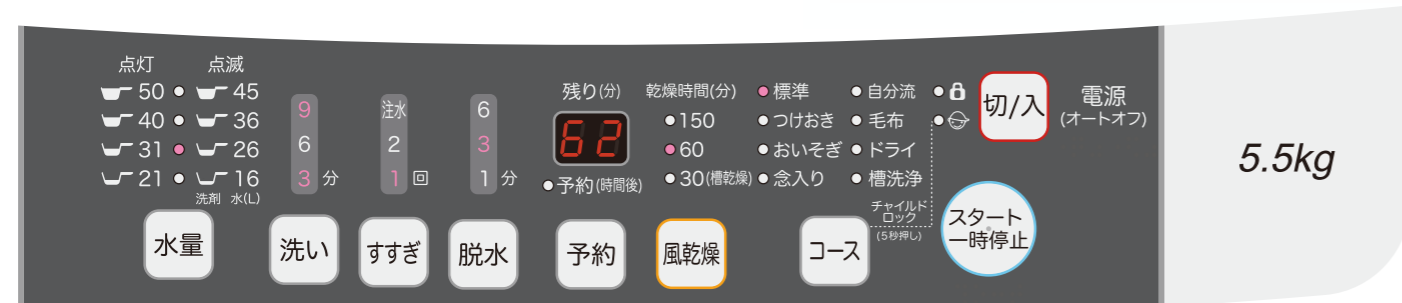 点灯 点滅
50 45
40 36
31 26
21 16
洗剤 水(L)
水量
9
6
3 分
洗い
注水
2
1 回
すすぎ
6
3
1 分
脱水
残り(分)
62
予約(時間後)
予約
乾燥時間(分)
150
60
30(槽乾燥)
風乾燥
標準 自分流
つけおき 毛布
おいそぎ ドライ
念入り 槽洗浄
チャイルド
ロック
(5秒押し)
コース
切/入
電源
(オートオフ)
スタート
一時停止
5.5kg